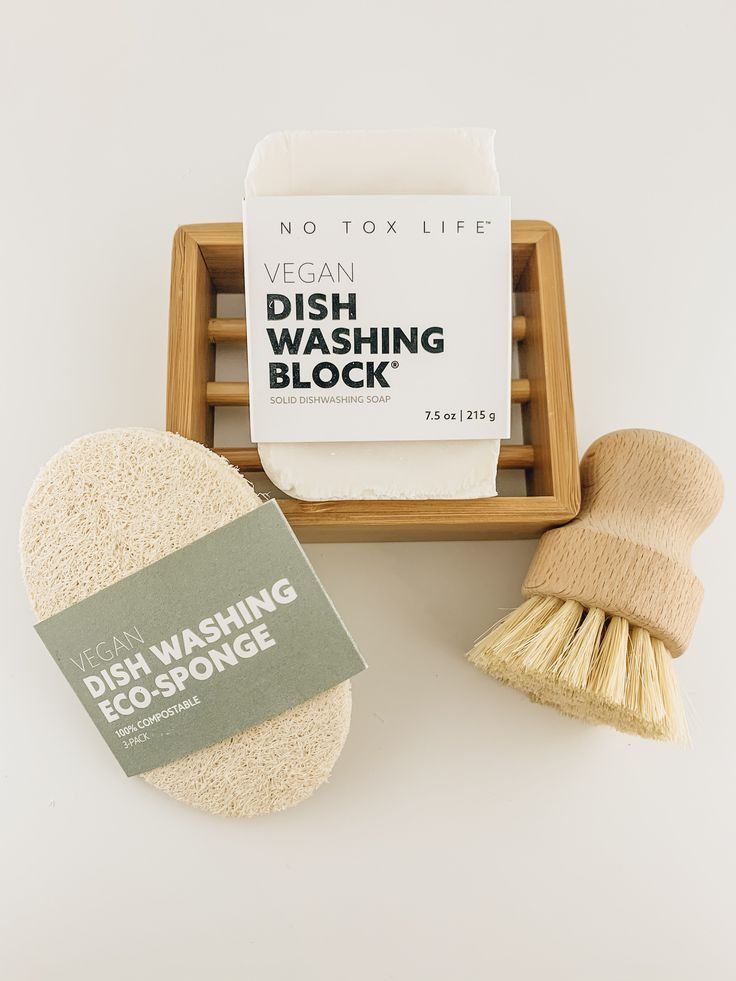 NO TOX LIFE™
VEGAN
DISH
WASHING
BLOCK®
SOLID DISHWASHING SOAP
7.5 oz | 215 g
VEGAN
DISH WASHING
ECO-SPONGE
100% COMPOSTABLE
3-PACK